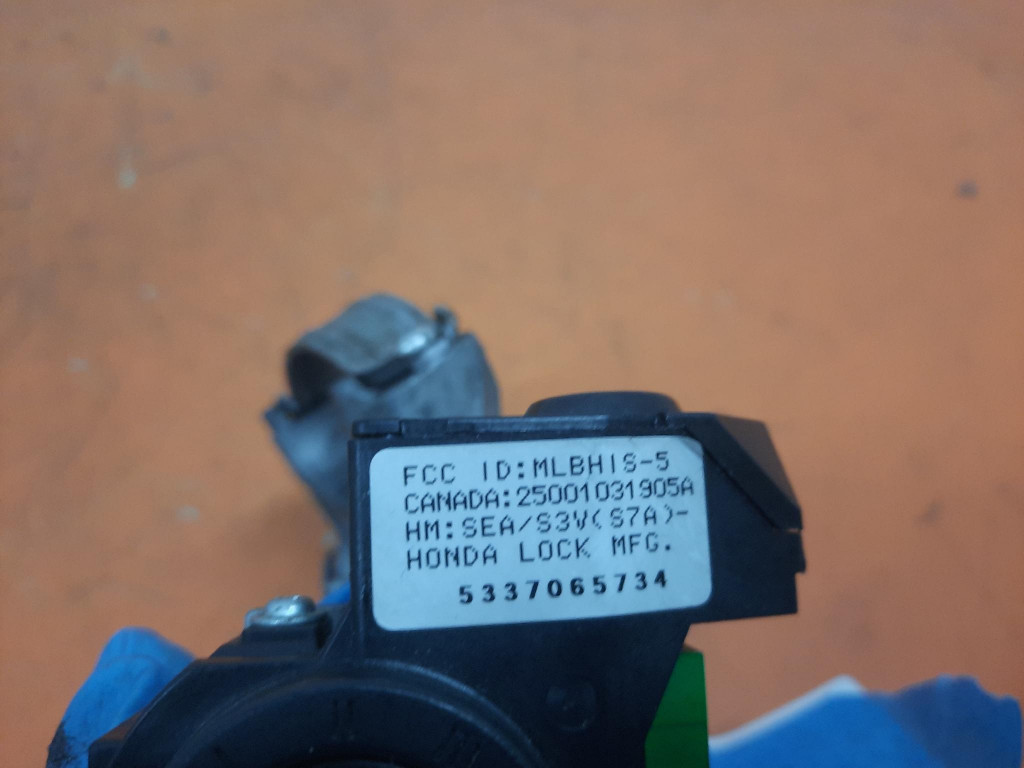 FCC ID:MLBHIS-5
CANADA:25001031905A
HM:SEA/S3V(S7A)-
HONDA LOCK MFG.
5337065734